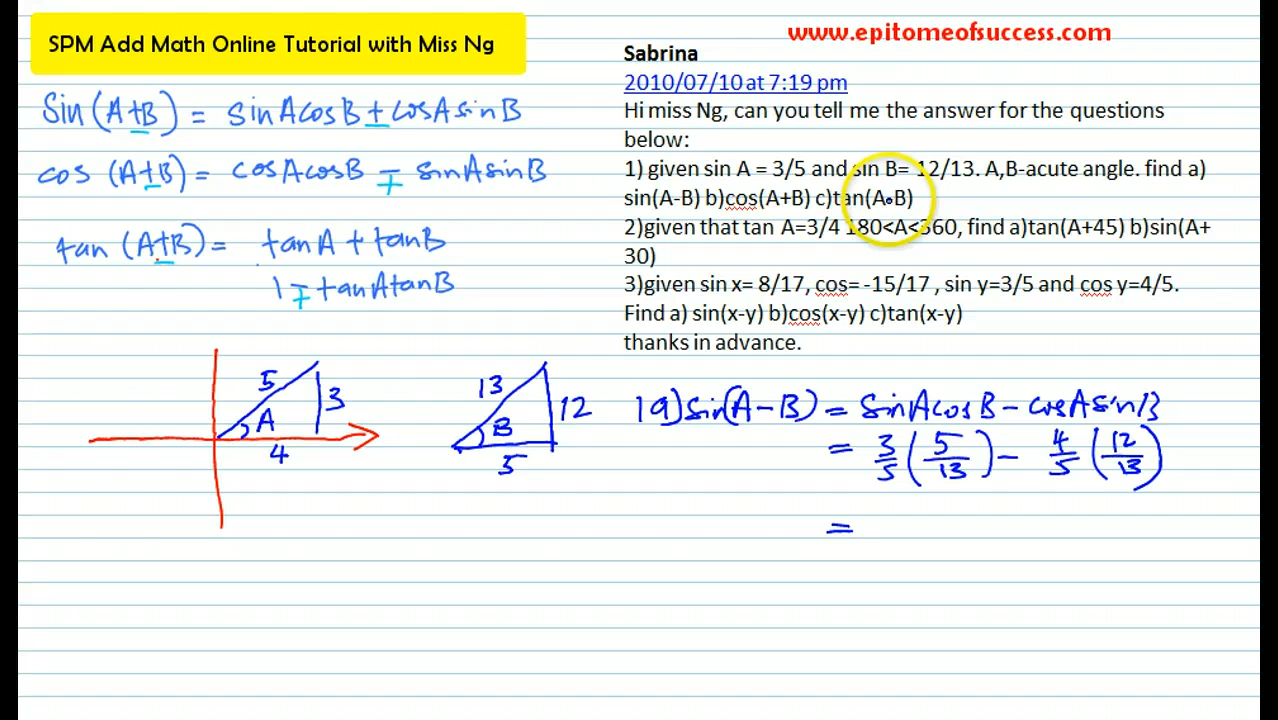 SPM Add Math Online Tutorial with Miss Ng
www.epitomeofsuccess.com
Sin (A±B) = sinAcosB ± cosAsinB
cos (A±B) = cosAcosB ∓ sinAsinB
tan (A±B) = tanA + tanB
1 ∓ tanAtanB
Sabrina
2010/07/10 at 7:19 pm
Hi miss Ng, can you tell me the answer for the questions
below:
1) given sin A = 3/5 and sin B= 12/13. A,B-acute angle. find a)
sin(A-B) b)cos(A+B) c)tan(A-B)
2)given that tan A=3/4 180<A<360, find a)tan(A+45) b)sin(A+
30)
3)given sin x= 8/17, cos= -15/17 , sin y=3/5 and cos y=4/5.
Find a) sin(x-y) b)cos(x-y) c)tan(x-y)
thanks in advance.
5
3
A
4
13
12
B
5
1a) sin(A-B) = sinAcosB - cosAsinB
= 3/5 (5/13) - 4/5 (12/13)
=